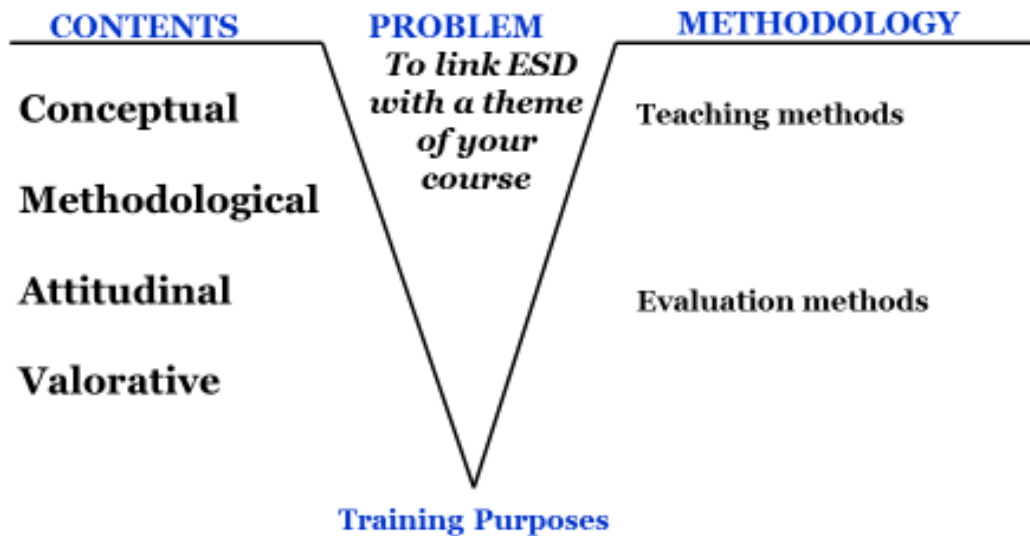 CONTENTS
PROBLEM
METHODOLOGY
To link ESD
with a theme
of your
course
Conceptual
Methodological
Attitudinal
Valorative
Teaching methods
Evaluation methods
Training Purposes